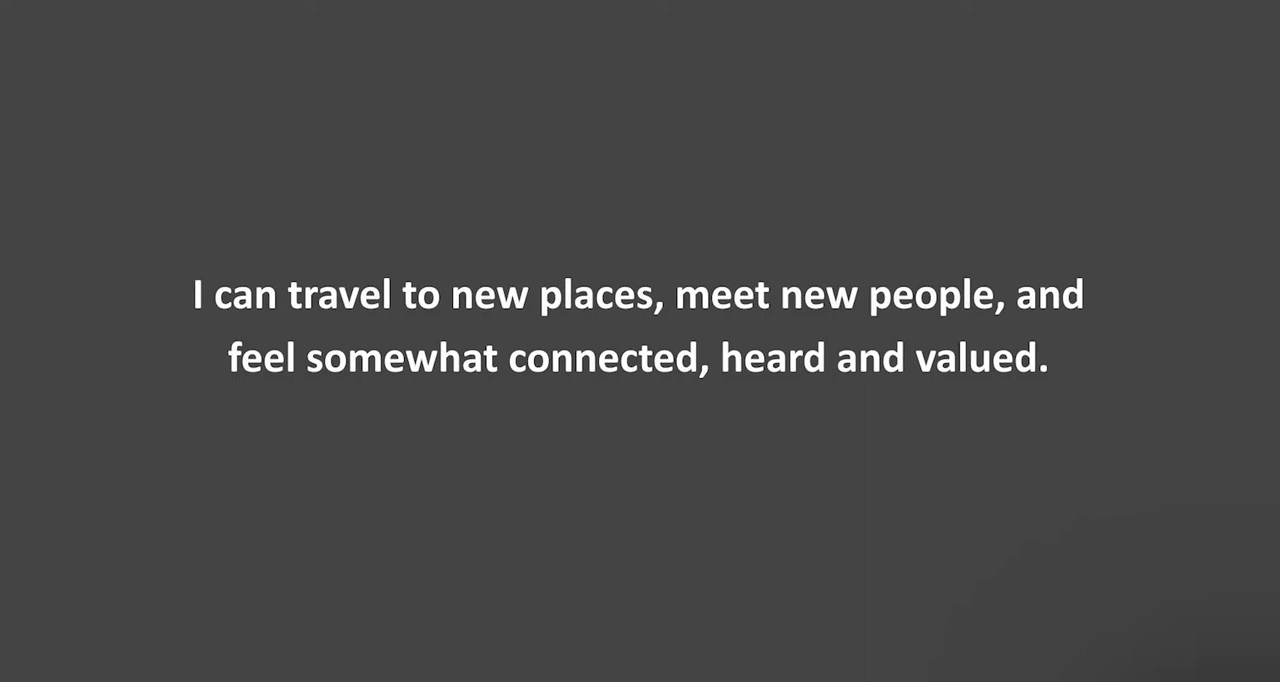 I can travel to new places, meet new people, and
feel somewhat connected, heard and valued.